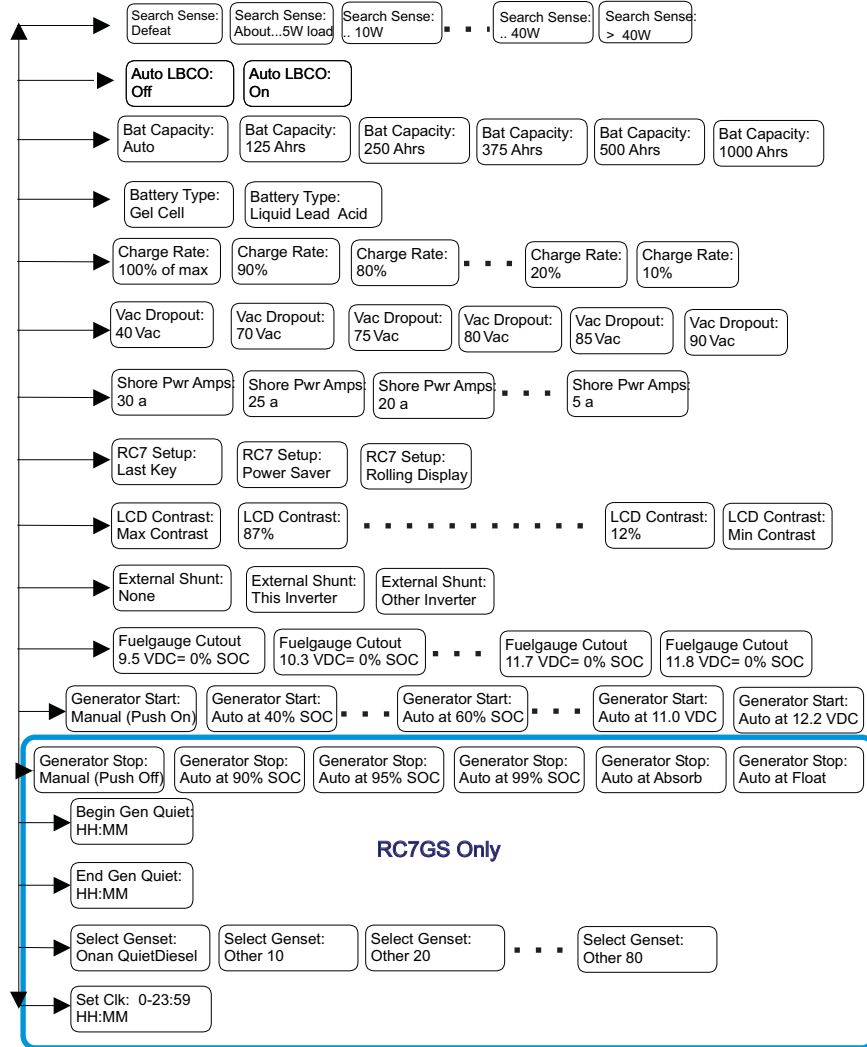 Search Sense: Defeat
Search Sense: About...5W load
Search Sense: .. 10W
Search Sense: .. 40W
Search Sense: > 40W
Auto LBCO: Off
Auto LBCO: On
Bat Capacity: Auto
Bat Capacity: 125 Ahrs
Bat Capacity: 250 Ahrs
Bat Capacity: 375 Ahrs
Bat Capacity: 500 Ahrs
Bat Capacity: 1000 Ahrs
Battery Type: Gel Cell
Battery Type: Liquid Lead Acid
Charge Rate: 100% of max
Charge Rate: 90%
Charge Rate: 80%
Charge Rate: 20%
Charge Rate: 10%
Vac Dropout: 40 Vac
Vac Dropout: 70 Vac
Vac Dropout: 75 Vac
Vac Dropout: 80 Vac
Vac Dropout: 85 Vac
Vac Dropout: 90 Vac
Shore Pwr Amps: 30 a
Shore Pwr Amps: 25 a
Shore Pwr Amps: 20 a
Shore Pwr Amps: 5 a
RC7 Setup: Last Key
RC7 Setup: Power Saver
RC7 Setup: Rolling Display
LCD Contrast: Max Contrast
LCD Contrast: 87%
LCD Contrast: 12%
LCD Contrast: Min Contrast
External Shunt: None
External Shunt: This Inverter
External Shunt: Other Inverter
Fuelgauge Cutout 9.5 VDC= 0% SOC
Fuelgauge Cutout 10.3 VDC= 0% SOC
Fuelgauge Cutout 11.7 VDC= 0% SOC
Fuelgauge Cutout 11.8 VDC= 0% SOC
Generator Start: Manual (Push On)
Generator Start: Auto at 40% SOC
Generator Start: Auto at 60% SOC
Generator Start: Auto at 11.0 VDC
Generator Start: Auto at 12.2 VDC
Generator Stop: Manual (Push Off)
Generator Stop: Auto at 90% SOC
Generator Stop: Auto at 95% SOC
Generator Stop: Auto at 99% SOC
Generator Stop: Auto at Absorb
Generator Stop: Auto at Float
Begin Gen Quiet: HH:MM
RC7GS Only
End Gen Quiet: HH:MM
Select Genset: Onan QuietDiesel
Select Genset: Other 10
Select Genset: Other 20
Select Genset: Other 80
Set Clk: 0-23:59 HH:MM